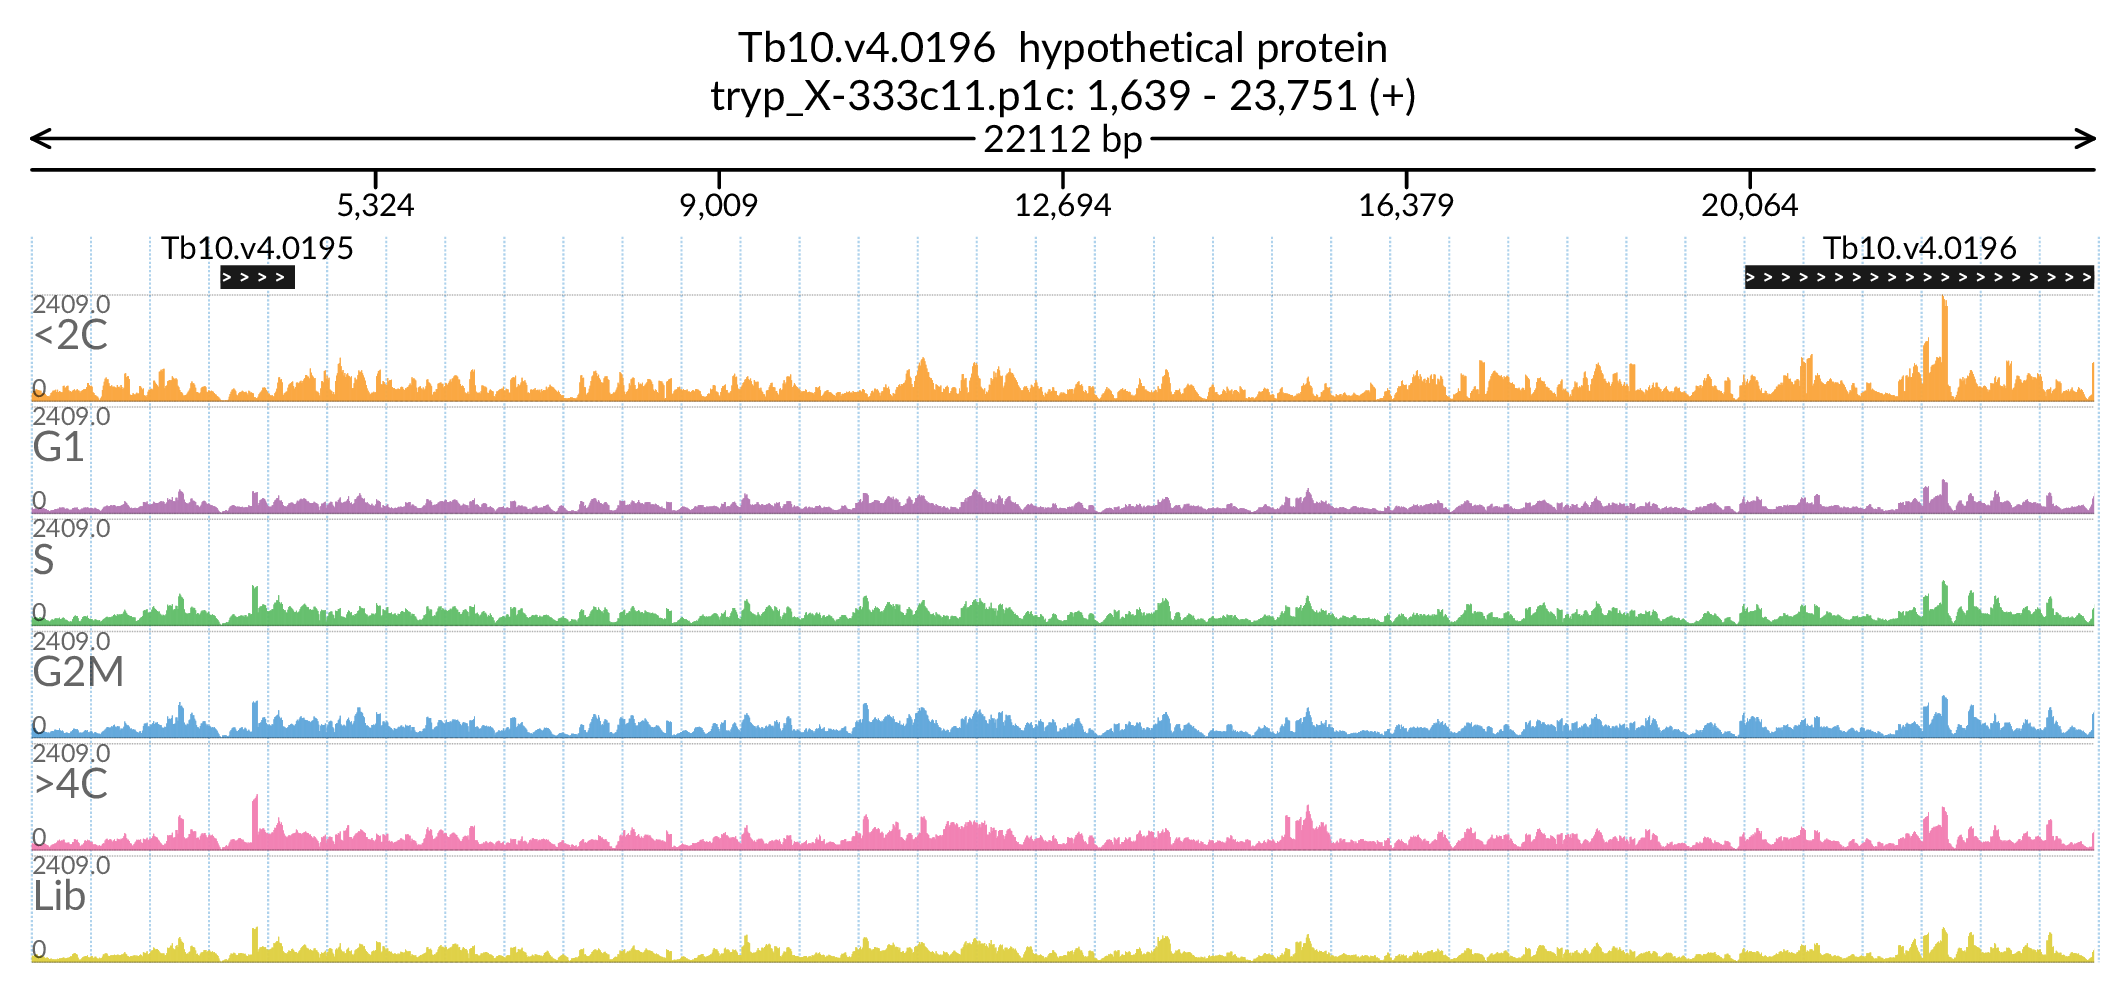 Tb10.v4.0196  hypothetical protein
tryp_X-333c11.p1c: 1,639 - 23,751 (+)
22112 bp
5,324 9,009 12,694 16,379 20,064
Tb10.v4.0195 Tb10.v4.0196
> > > > > > > > > > > > > > > > > > > > > > > >
2409.0
<2C
0
2409.0
G1
0
2409.0
S
0
2409.0
G2M
0
2409.0
>4C
0
2409.0
Lib
0